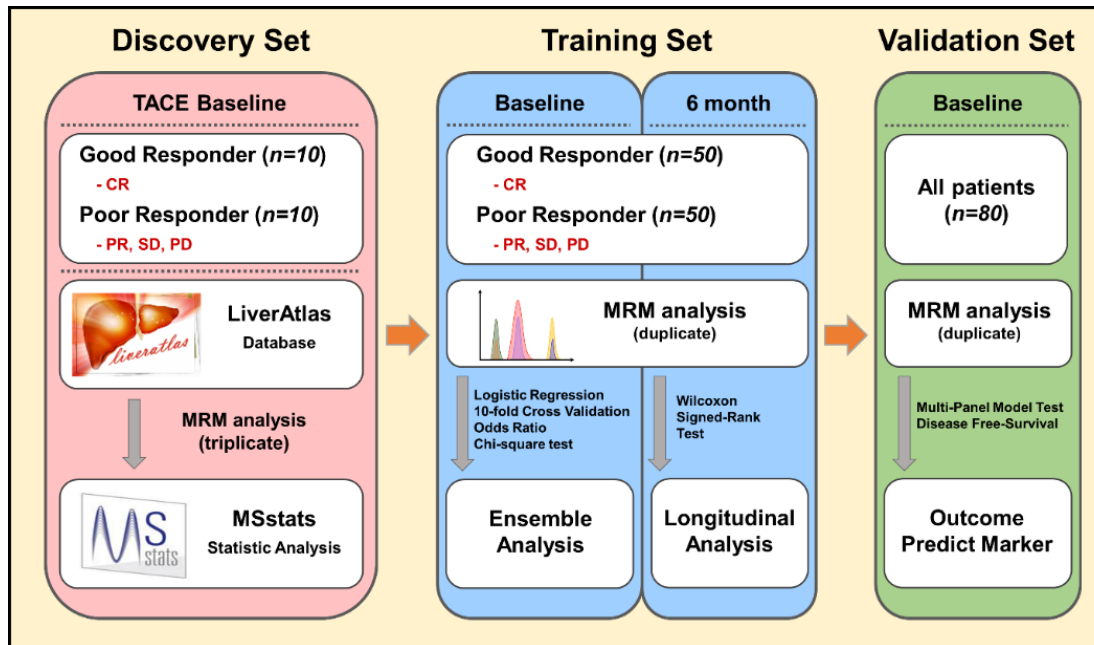 Discovery Set
TACE Baseline
Good Responder (n=10)
- CR
Poor Responder (n=10)
- PR, SD, PD
liveratlas
LiverAtlas
Database
MRM analysis
(triplicate)
MS
stats
MSstats
Statistic Analysis
Training Set
Baseline
6 month
Good Responder (n=50)
- CR
Poor Responder (n=50)
- PR, SD, PD
MRM analysis
(duplicate)
Logistic Regression
10-fold Cross Validation
Odds Ratio
Chi-square test
Wilcoxon
Signed-Rank
Test
Ensemble
Analysis
Longitudinal
Analysis
Validation Set
Baseline
All patients
(n=80)
MRM analysis
(duplicate)
Multi-Panel Model Test
Disease Free-Survival
Outcome
Predict Marker